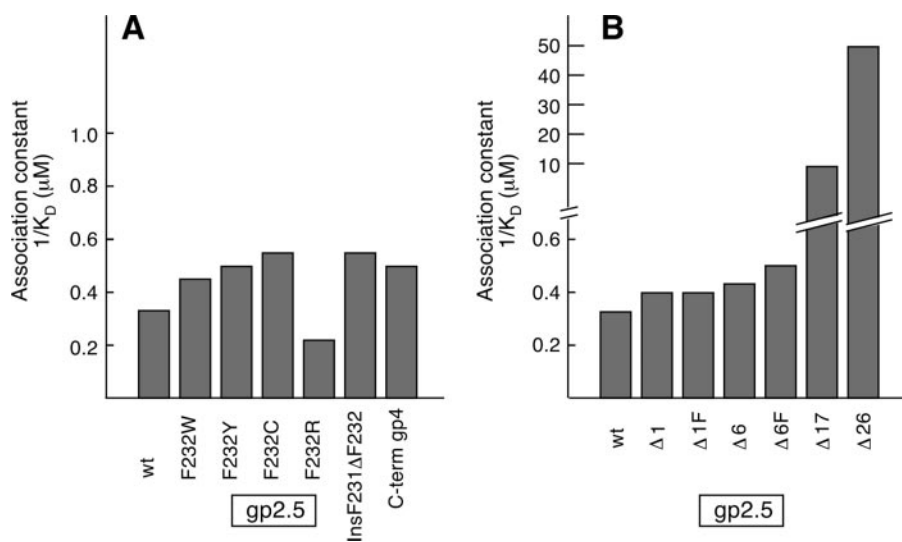 A
Association constant
1/K_D (μM)
1.0
0.8
0.6
0.4
0.2
wt
F232W
F232Y
F232C
F232R
InsF231ΔF232
C-term gp4
gp2.5
B
Association constant
1/K_D (μM)
50
40
30
20
10
0.6
0.4
0.2
wt
Δ1
Δ1F
Δ6
Δ6F
Δ17
Δ26
gp2.5